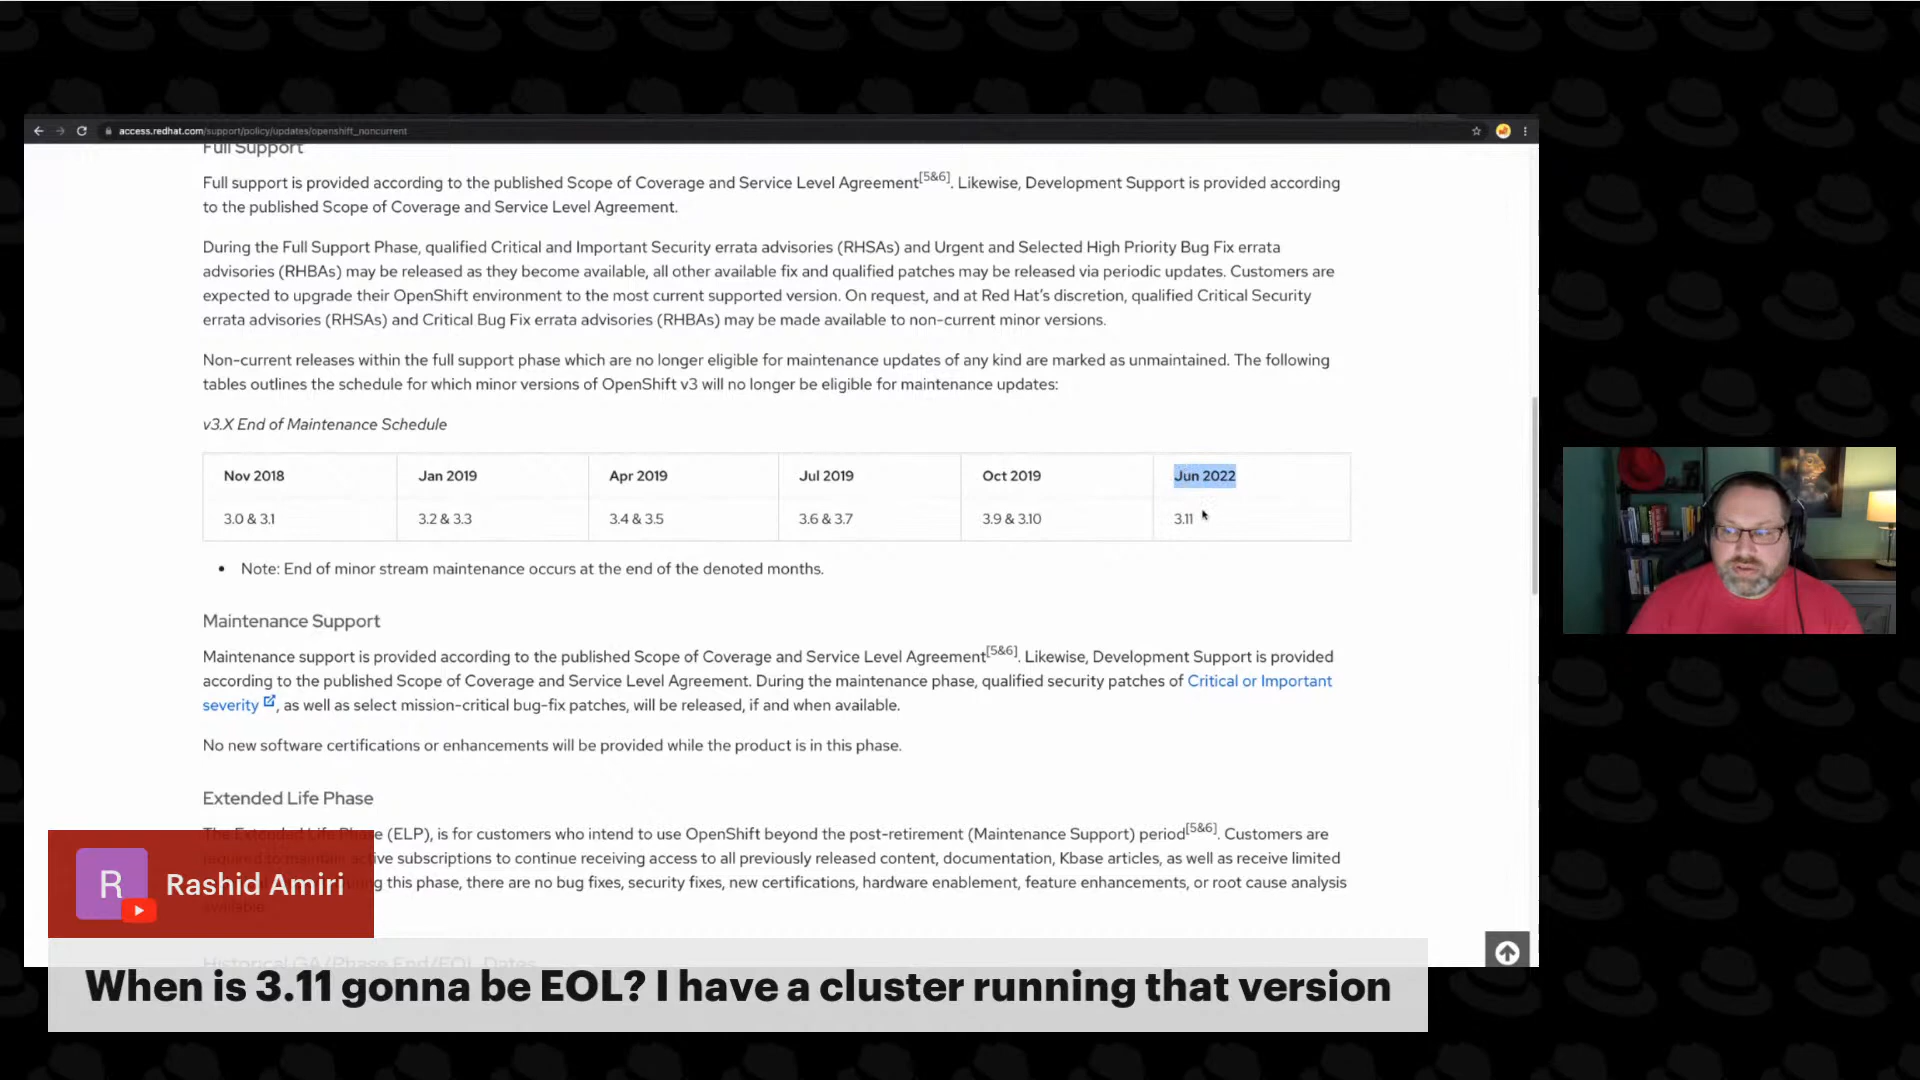 access.redhat.com/support/policy/updates/openshift_noncurrent
Full Support
Full support is provided according to the published Scope of Coverage and Service Level Agreement[5&6]. Likewise, Development Support is provided according
to the published Scope of Coverage and Service Level Agreement.
During the Full Support Phase, qualified Critical and Important Security errata advisories (RHSAs) and Urgent and Selected High Priority Bug Fix errata
advisories (RHBAs) may be released as they become available, all other available fix and qualified patches may be released via periodic updates. Customers are
expected to upgrade their OpenShift environment to the most current supported version. On request, and at Red Hat's discretion, qualified Critical Security
errata advisories (RHSAs) and Critical Bug Fix errata advisories (RHBAs) may be made available to non-current minor versions.
Non-current releases within the full support phase which are no longer eligible for maintenance updates of any kind are marked as unmaintained. The following
tables outlines the schedule for which minor versions of OpenShift v3 will no longer be eligible for maintenance updates:
v3.X End of Maintenance Schedule
Nov 2018 Jan 2019 Apr 2019 Jul 2019 Oct 2019 Jun 2022
3.0 & 3.1 3.2 & 3.3 3.4 & 3.5 3.6 & 3.7 3.9 & 3.10 3.11
• Note: End of minor stream maintenance occurs at the end of the denoted months.
Maintenance Support
Maintenance support is provided according to the published Scope of Coverage and Service Level Agreement[5&6]. Likewise, Development Support is provided
according to the published Scope of Coverage and Service Level Agreement. During the maintenance phase, qualified security patches of Critical or Important
severity, as well as select mission-critical bug-fix patches, will be released, if and when available.
No new software certifications or enhancements will be provided while the product is in this phase.
Extended Life Phase
The Extended Life Phase (ELP), is for customers who intend to use OpenShift beyond the post-retirement (Maintenance Support) period[5&6]. Customers are
required to maintain active subscriptions to continue receiving access to all previously released content, documentation, Kbase articles, as well as receive limited
this phase, there are no bug fixes, security fixes, new certifications, hardware enablement, feature enhancements, or root cause analysis
available.
Historical GA/Phase End/EOL Dates
R
Rashid Amiri
When is 3.11 gonna be EOL? I have a cluster running that version